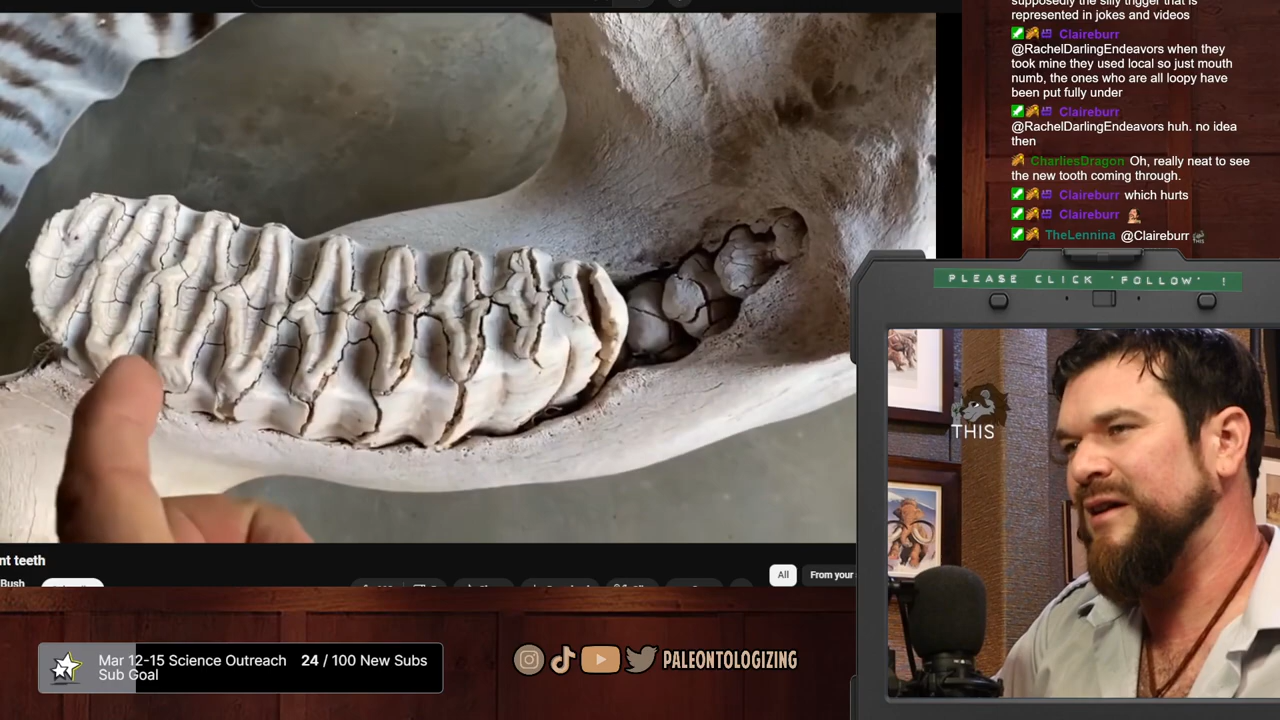 supposedly the silly trigger that is
represented in jokes and videos
Claireburr
@RachelDarlingEndeavors when they
took mine they used local so just mouth
numb, the ones who are all loopy have
been put fully under
Claireburr
@RachelDarlingEndeavors huh. no idea
then
CharliesDragon Oh, really neat to see
the new tooth coming through.
Claireburr which hurts
Claireburr
TheLennina @Claireburr THIS
PLEASE CLICK "FOLLOW" !
THIS
nt teeth
Bush
All From your
Mar 12-15 Science Outreach 24 / 100 New Subs
Sub Goal
PALEONTOLOGIZING